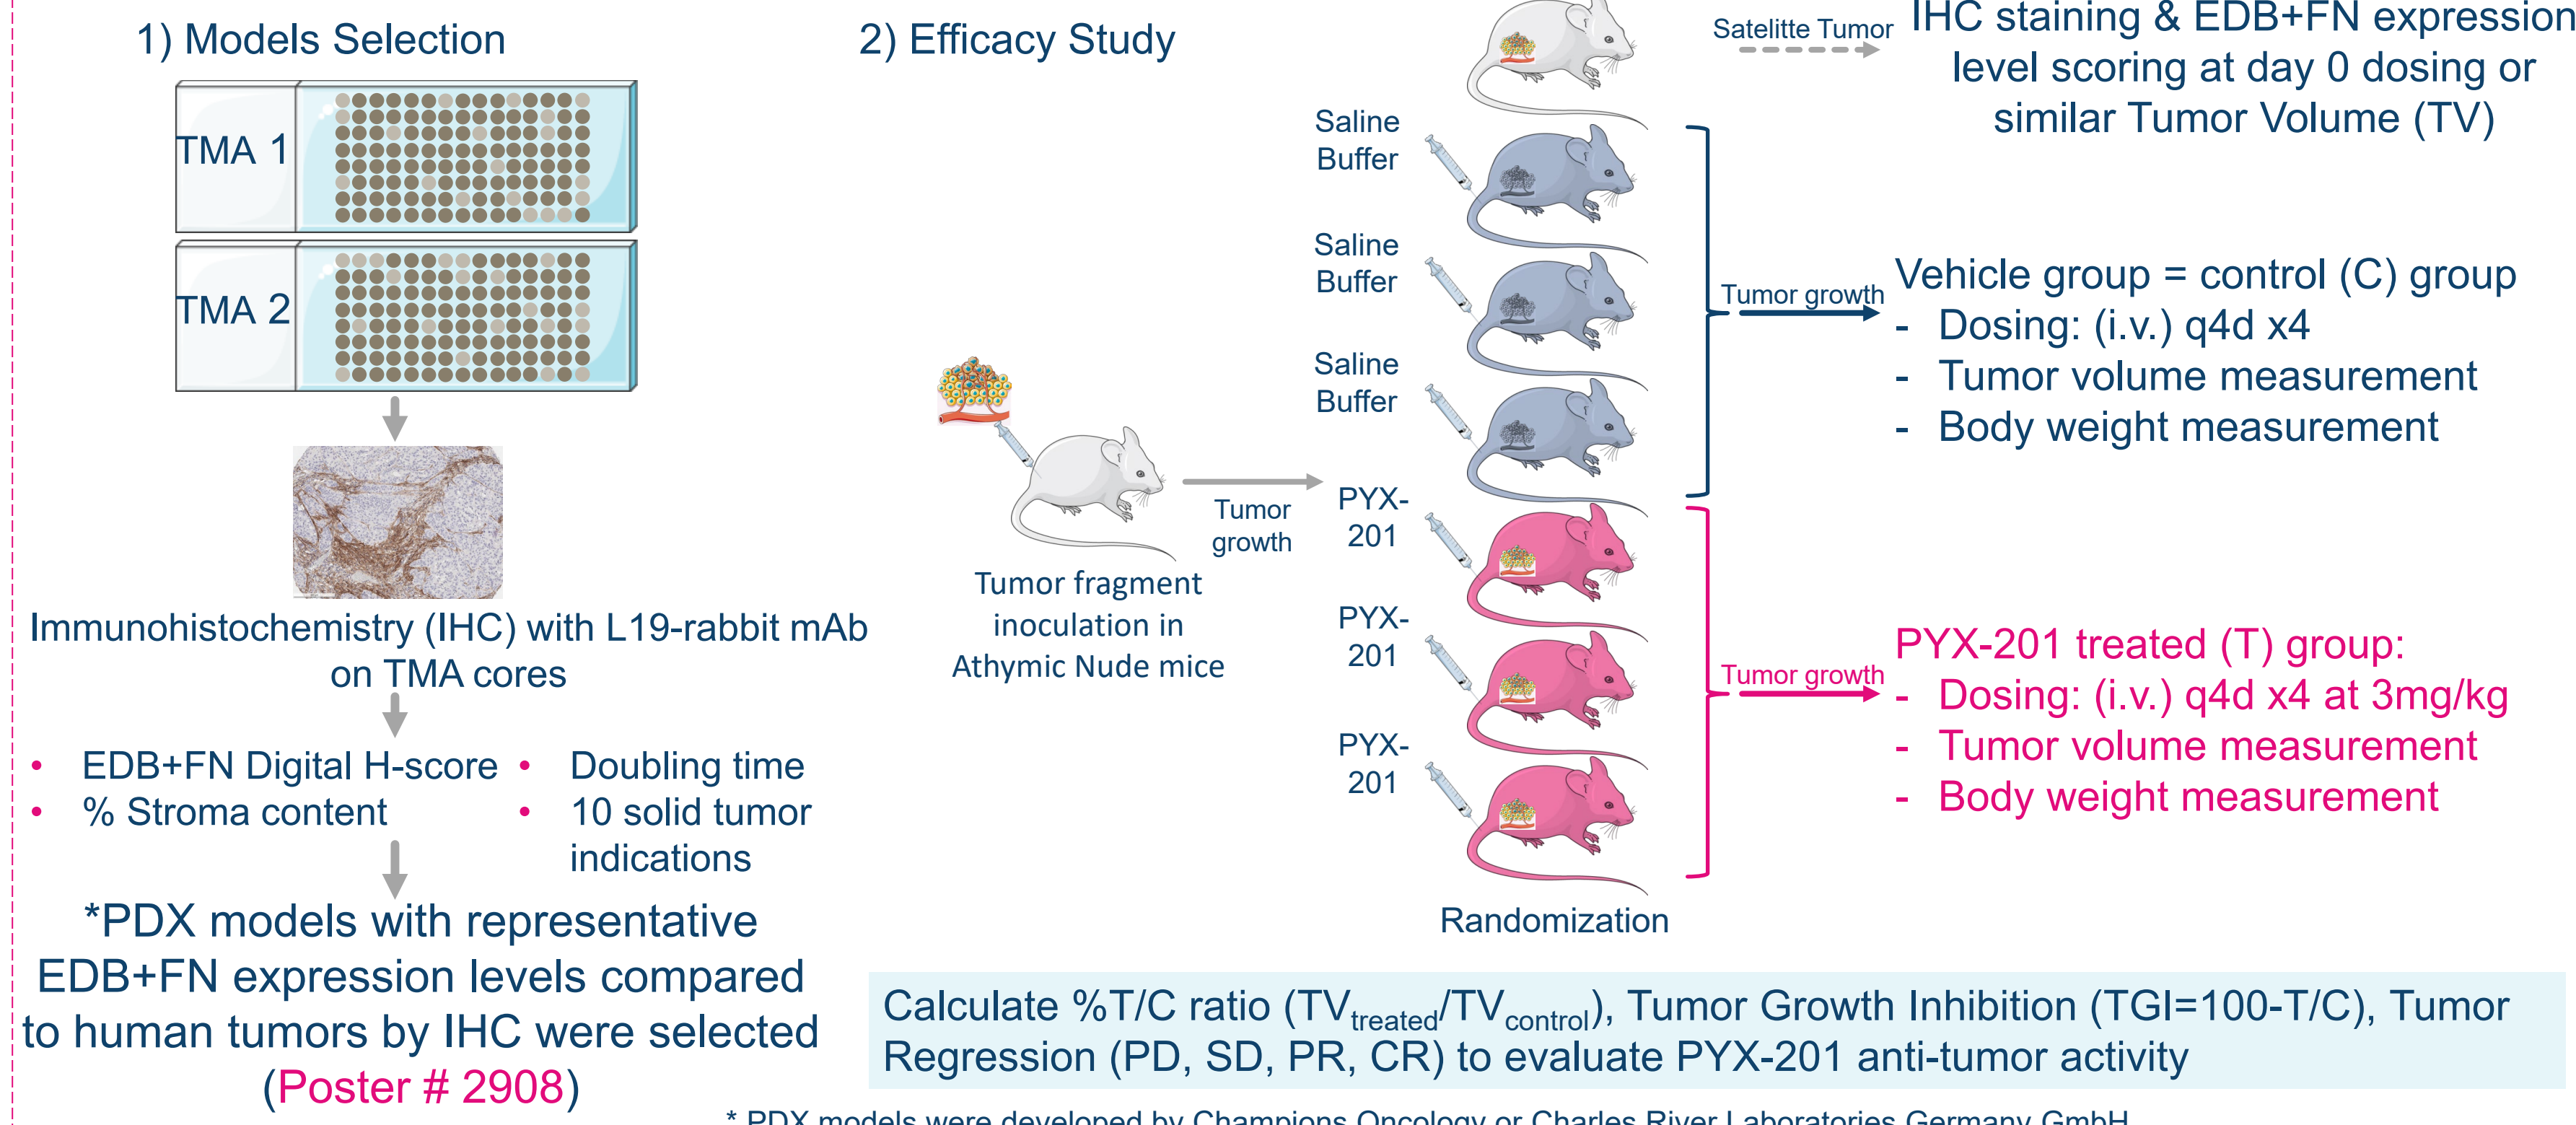 1) Models Selection
TMA 1
TMA 2
Immunohistochemistry (IHC) with L19-rabbit mAb
on TMA cores
• EDB+FN Digital H-score
• % Stroma content
• Doubling time
• 10 solid tumor
indications
*PDX models with representative
EDB+FN expression levels compared
to human tumors by IHC were selected
(Poster # 2908)
2) Efficacy Study
Tumor fragment
inoculation in
Athymic Nude mice
Tumor
growth
Saline
Buffer
Saline
Buffer
Saline
Buffer
PYX-
201
PYX-
201
PYX-
201
Randomization
Satelitte Tumor
IHC staining & EDB+FN expression
level scoring at day 0 dosing or
similar Tumor Volume (TV)
Tumor growth
Vehicle group = control (C) group
- Dosing: (i.v.) q4d x4
- Tumor volume measurement
- Body weight measurement
Tumor growth
PYX-201 treated (T) group:
- Dosing: (i.v.) q4d x4 at 3mg/kg
- Tumor volume measurement
- Body weight measurement
Calculate %T/C ratio (TVtreated/TVcontrol), Tumor Growth Inhibition (TGI=100-T/C), Tumor
Regression (PD, SD, PR, CR) to evaluate PYX-201 anti-tumor activity
* PDX models were developed by Champions Oncology or Charles River Laboratories Germany GmbH